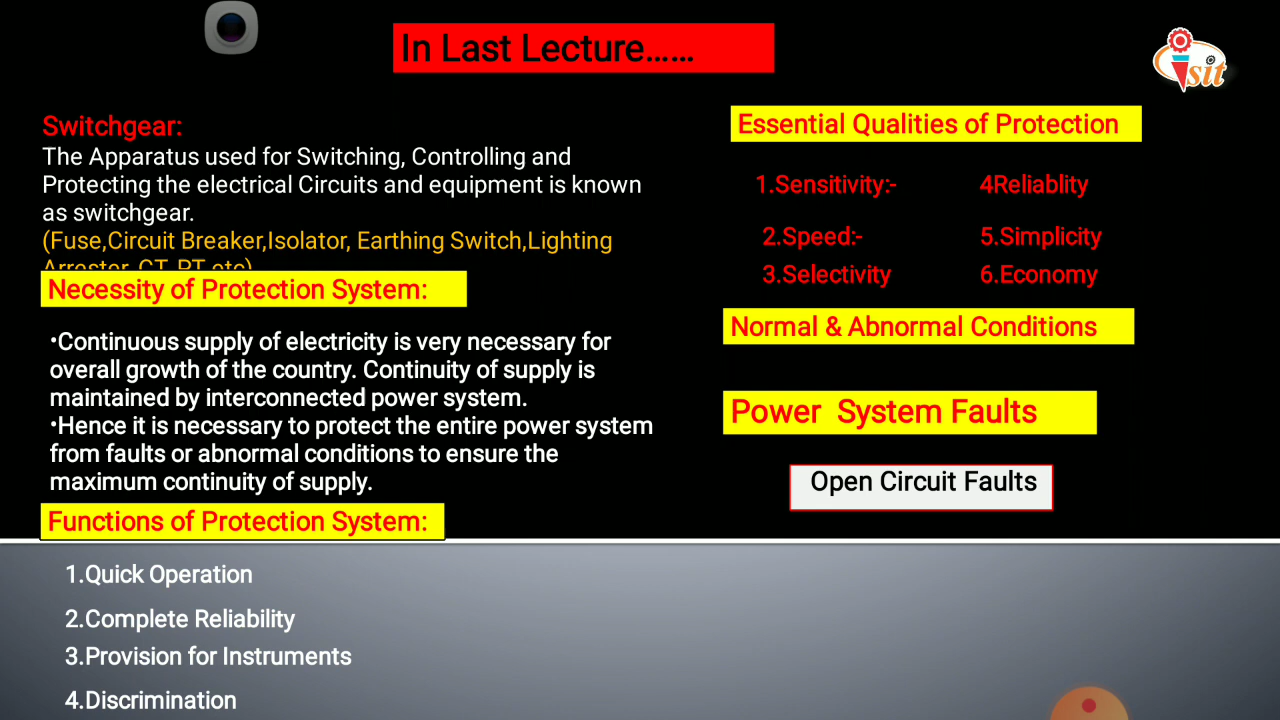 In Last Lecture......
sit
Switchgear:
The Apparatus used for Switching, Controlling and
Protecting the electrical Circuits and equipment is known
as switchgear.
(Fuse,Circuit Breaker,Isolator, Earthing Switch,Lighting
Arrester, CT, PT etc)
Necessity of Protection System:
•Continuous supply of electricity is very necessary for
overall growth of the country. Continuity of supply is
maintained by interconnected power system.
•Hence it is necessary to protect the entire power system
from faults or abnormal conditions to ensure the
maximum continuity of supply.
Functions of Protection System:
1.Quick Operation
2.Complete Reliability
3.Provision for Instruments
4.Discrimination
Essential Qualities of Protection
1.Sensitivity:-
4Reliablity
2.Speed:-
5.Simplicity
3.Selectivity
6.Economy
Normal & Abnormal Conditions
Power System Faults
Open Circuit Faults